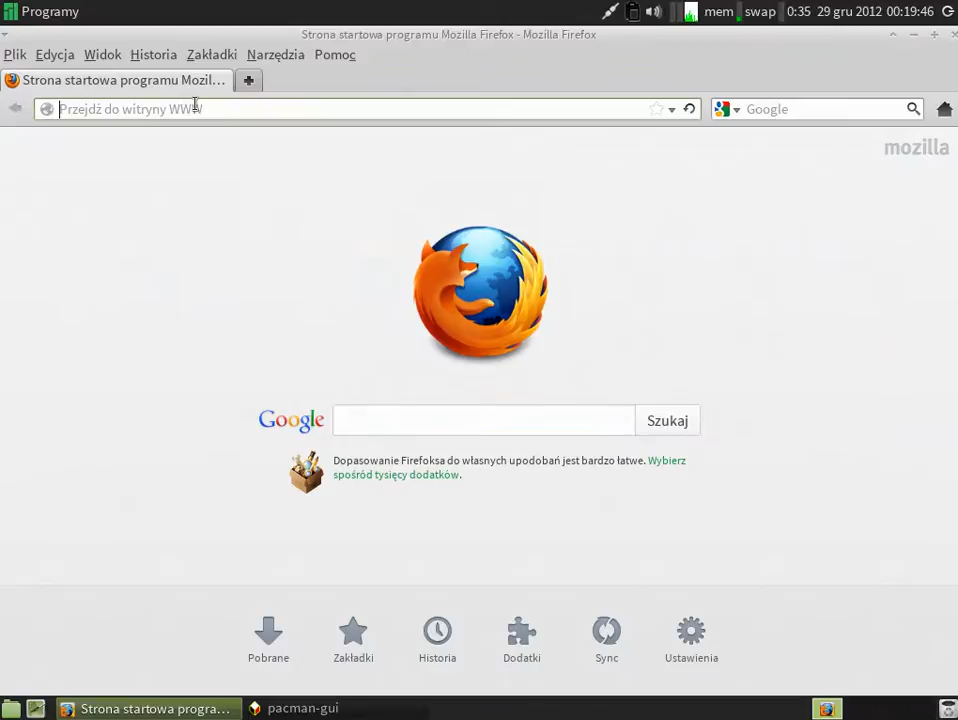 Programy
mem swap 0:35 29 gru 2012 00:19:46
Strona startowa programu Mozilla Firefox - Mozilla Firefox
Plik Edycja Widok Historia Zakładki Narzędzia Pomoc
Strona startowa programu Mozil...
Przejdź do witryny WWW
Google
mozilla
Google
Szukaj
Dopasowanie Firefoksa do własnych upodobań jest bardzo łatwe. Wybierz
spośród tysięcy dodatków.
Pobrane Zakładki Historia Dodatki Sync Ustawienia
Strona startowa progra... pacman-gui